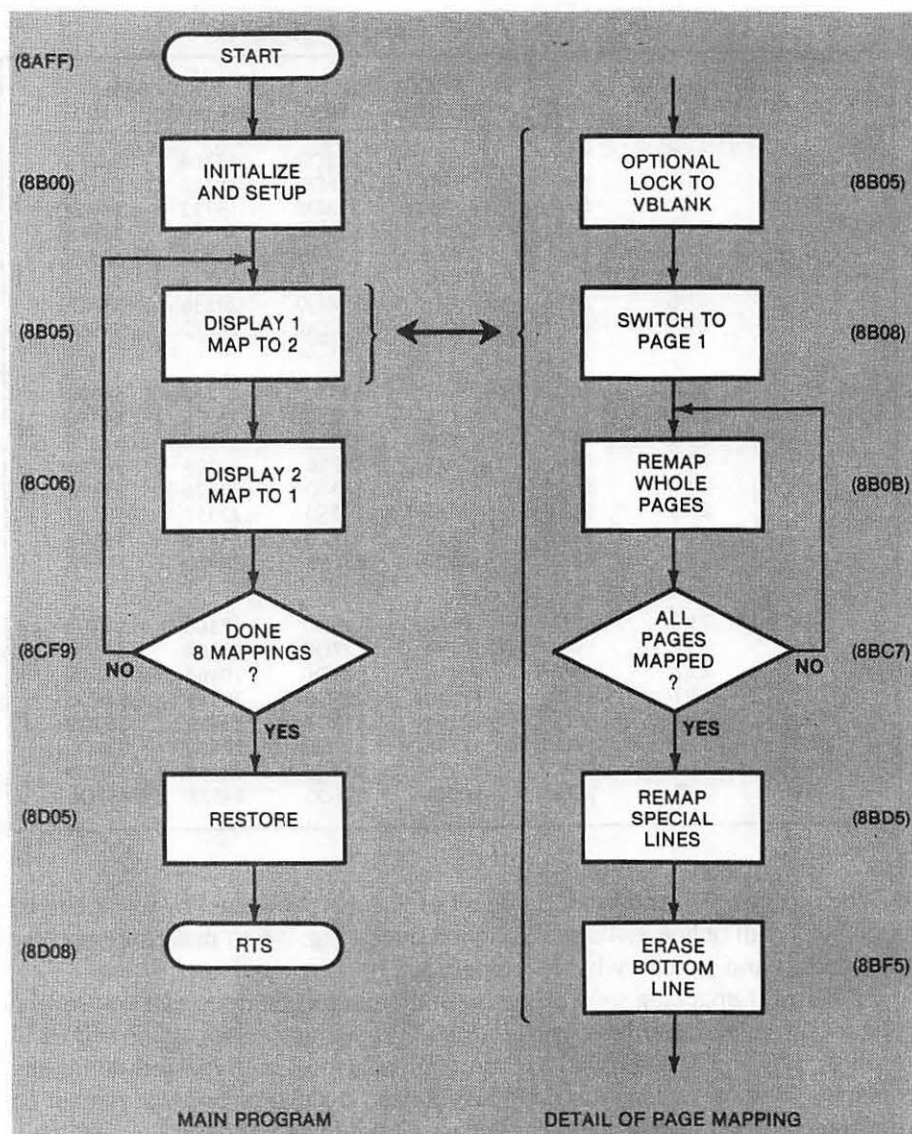 (8AFF)
START
(8B00)
INITIALIZE
AND SETUP
(8B05)
DISPLAY 1
MAP TO 2
(8C06)
DISPLAY 2
MAP TO 1
(8CF9)
DONE
8 MAPPINGS
?
NO
YES
(8D05)
RESTORE
(8D08)
RTS
MAIN PROGRAM
OPTIONAL
LOCK TO
VBLANK
(8B05)
SWITCH TO
PAGE 1
(8B08)
REMAP
WHOLE
PAGES
(8B0B)
ALL
PAGES
MAPPED
?
(8BC7)
NO
YES
REMAP
SPECIAL
LINES
(8BD5)
ERASE
BOTTOM
LINE
(8BF5)
DETAIL OF PAGE MAPPING